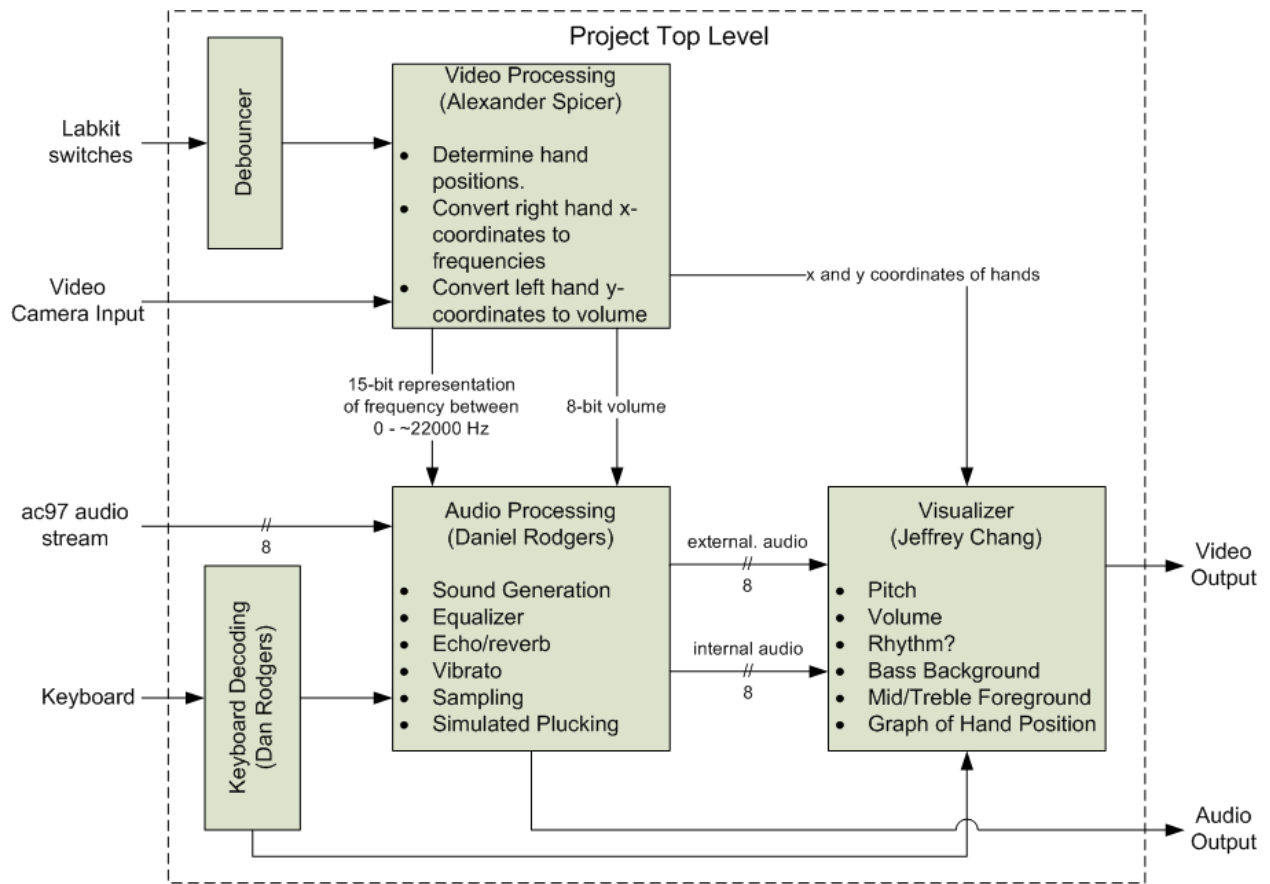 Project Top Level
Labkit
switches
Debouncer
Video Processing
(Alexander Spicer)
• Determine hand
positions.
• Convert right hand x-
coordinates to
frequencies
• Convert left hand y-
coordinates to volume
Video
Camera Input
x and y coordinates of hands
15-bit representation
of frequency between
0 - ~22000 Hz
8-bit volume
ac97 audio
stream
//
8
Keyboard
Keyboard Decoding
(Dan Rodgers)
Audio Processing
(Daniel Rodgers)
• Sound Generation
• Equalizer
• Echo/reverb
• Vibrato
• Sampling
• Simulated Plucking
external. audio
//
8
internal audio
//
8
Visualizer
(Jeffrey Chang)
• Pitch
• Volume
• Rhythm?
• Bass Background
• Mid/Treble Foreground
• Graph of Hand Position
Video
Output
Audio
Output